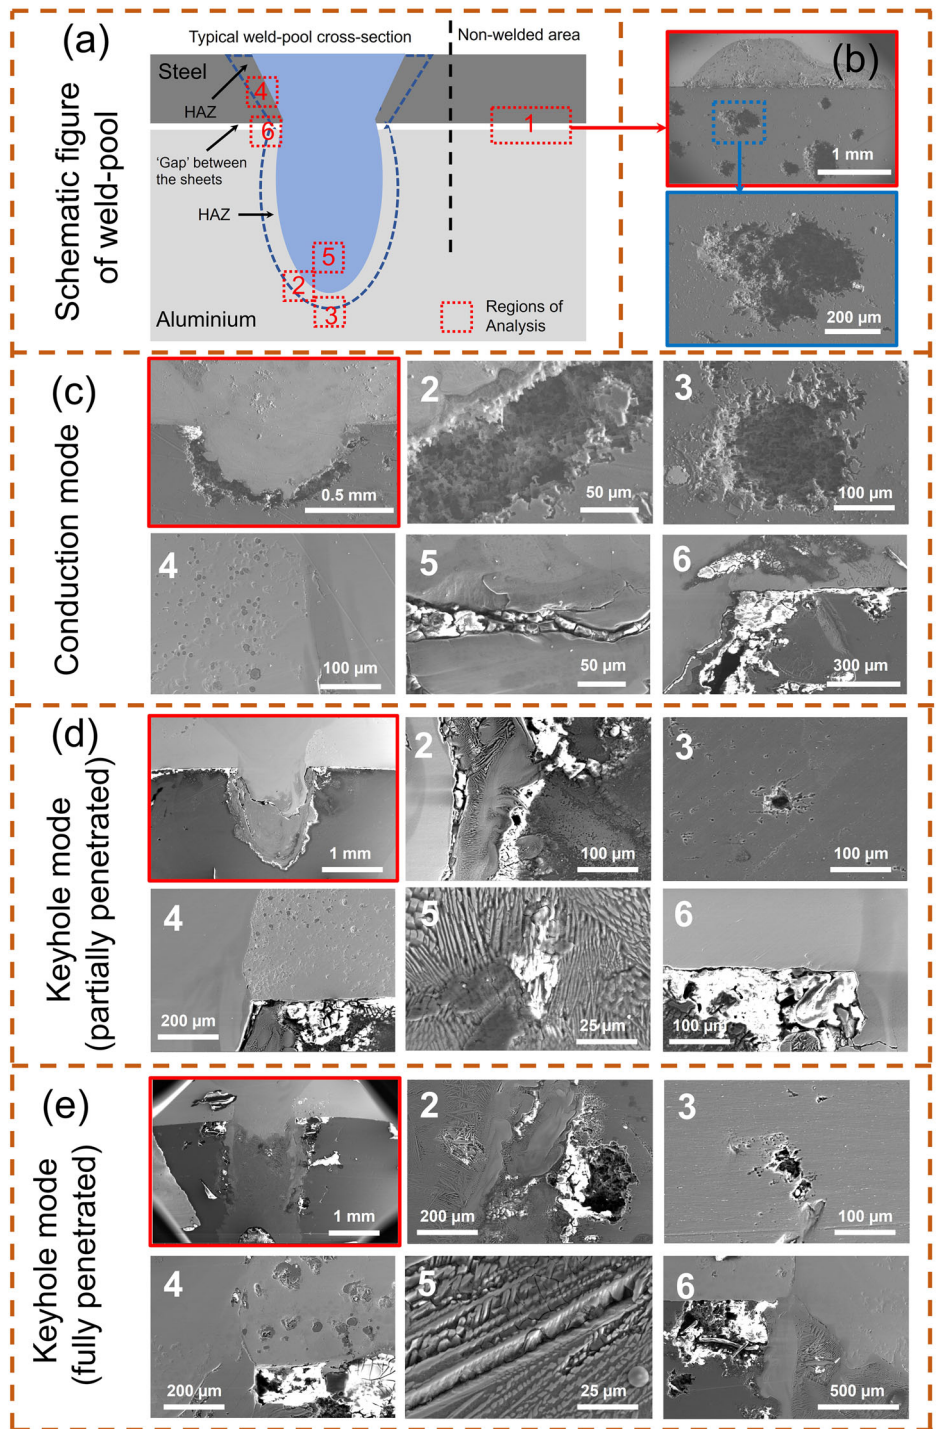 (a)
Schematic figure
of weld-pool
Typical weld-pool cross-section
Non-welded area
Steel
HAZ
4
6
1
'Gap' between
the sheets
HAZ
5
2
3
Aluminium
Regions of
Analysis
(b)
1 mm
200 µm
(c)
Conduction mode
0.5 mm
2
50 µm
3
100 µm
4
100 µm
5
50 µm
6
300 µm
(d)
Keyhole mode
(partially penetrated)
1 mm
2
100 µm
3
100 µm
4
200 µm
5
25 µm
6
100 µm
(e)
Keyhole mode
(fully penetrated)
1 mm
2
200 µm
3
100 µm
4
200 µm
5
25 µm
6
500 µm